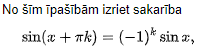 No šīm īpašībām izriet sakarība
sin(x + πk) = (−1)^k sin x,